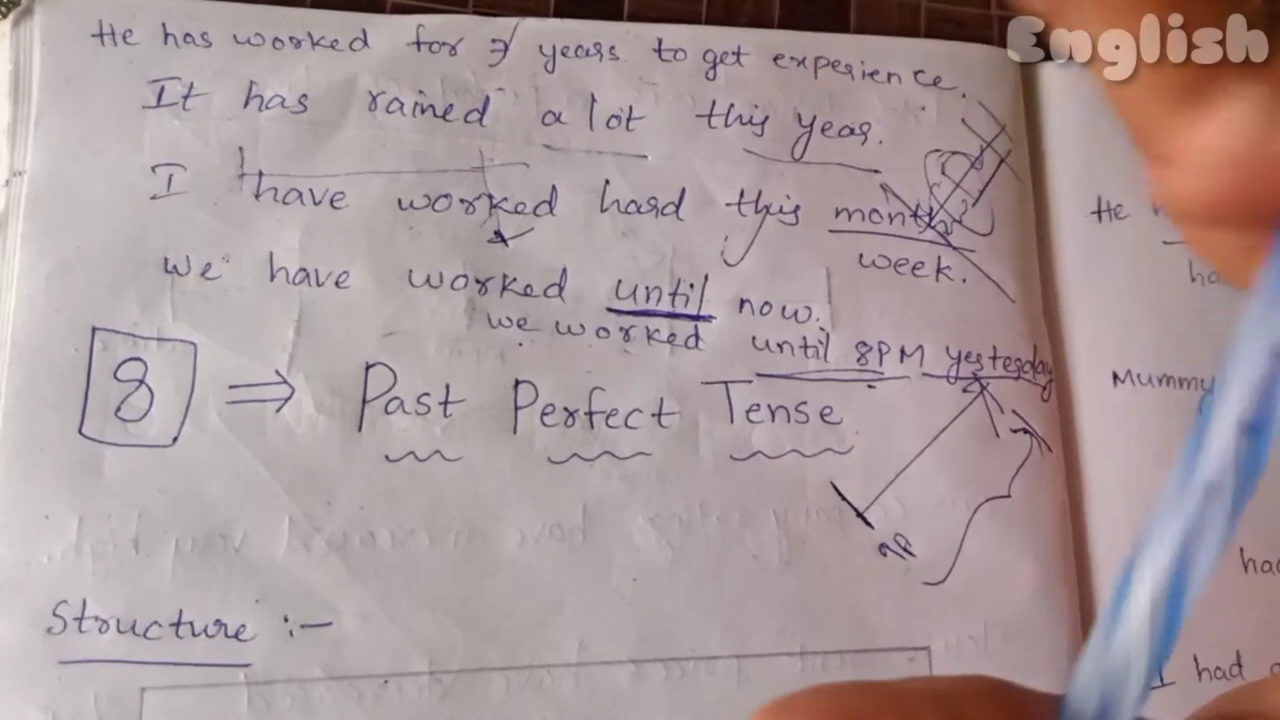 English
He has worked for 7 years to get experience.
It has rained a lot this year.
I have worked hard this month
week.
We have worked until now.
we worked until 8PM yesterday
8 ⇒ Past Perfect Tense
Structure :-
He
Mummy
I had